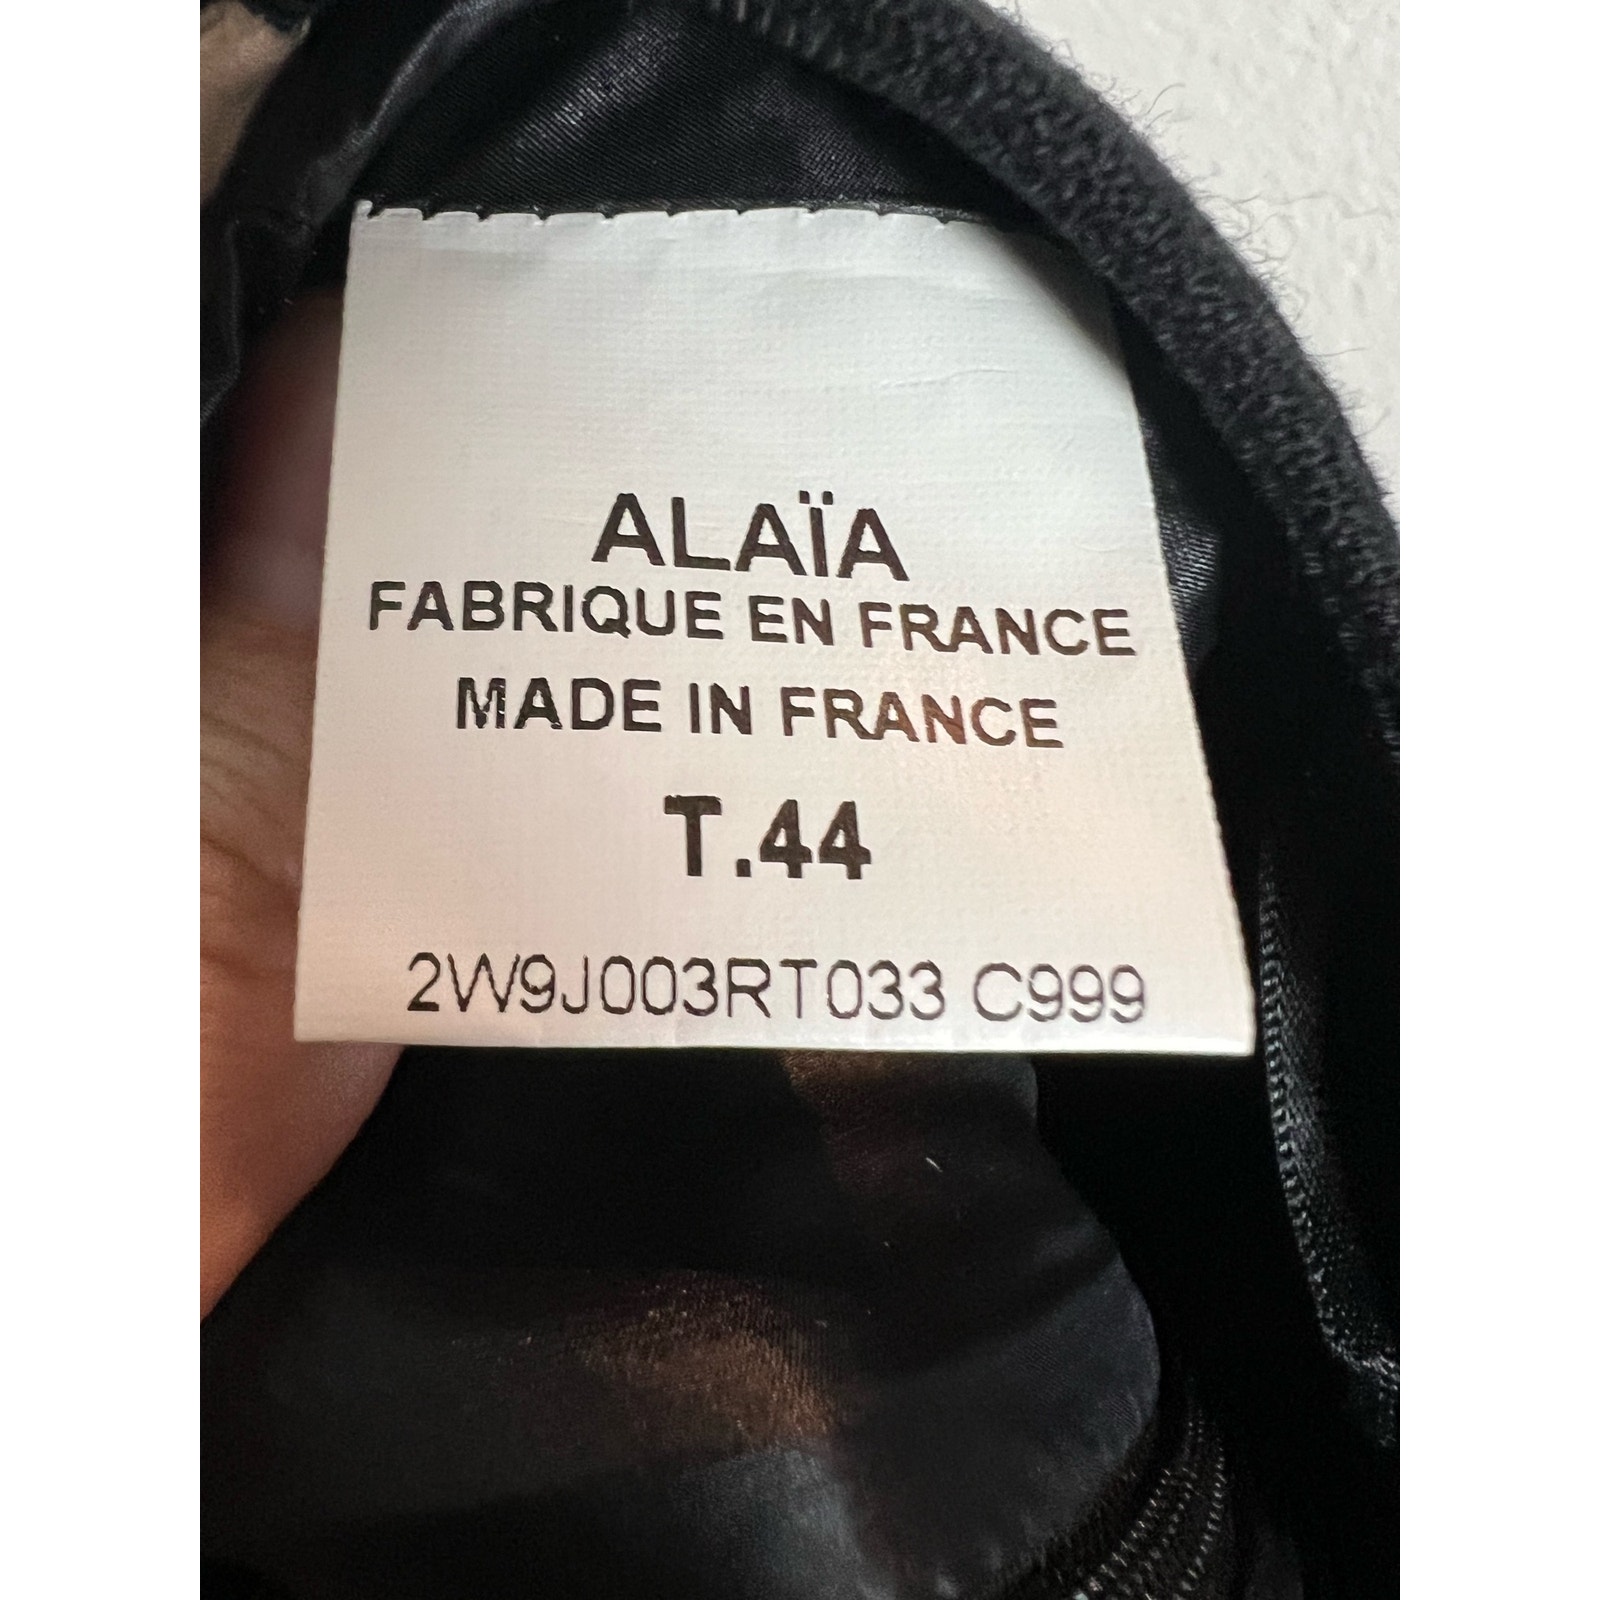 ALAÏA
FABRIQUE EN FRANCE
MADE IN FRANCE
T.44
2W9J003RT033 C999